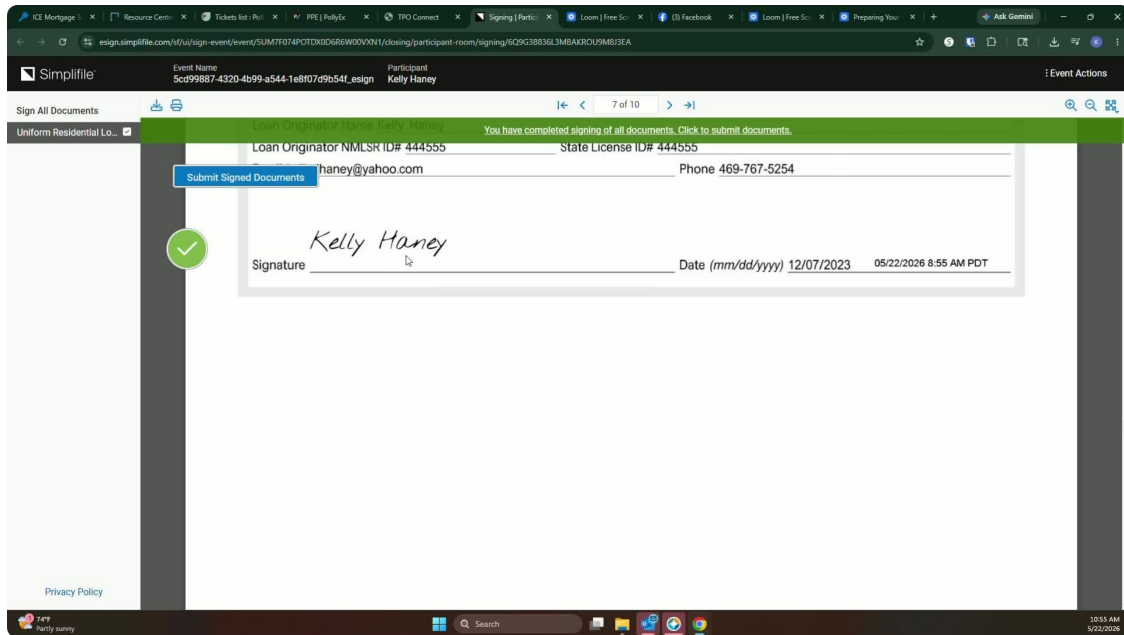 ICE Mortgage T
Resource Cente
Tickets list : Poll
PPE | PollyEx
TPO Connect
Signing | Partici
Loom | Free Scr
(3) Facebook
Loom | Free Sc
Preparing Your
Ask Gemini
esign.simplifile.com/sf/ui/sign-event/event/5UM7F074POTDX0D6R6W00VXN1/closing/participant-room/signing/6Q9G3B836L3MBAKROU9M8J3EA
Simplifile
Event Name
5cd99887-4320-4b99-a544-1e8f07d9b54f_esign
Participant
Kelly Haney
Event Actions
Sign All Documents
7 of 10
Uniform Residential Lo...
Loan Originator Name Kelly Haney
You have completed signing of all documents. Click to submit documents.
Loan Originator NMLSR ID# 444555 State License ID# 444555
Submit Signed Documents
haney@yahoo.com Phone 469-767-5254
Kelly Haney
Signature Date (mm/dd/yyyy) 12/07/2023 05/22/2026 8:55 AM PDT
Privacy Policy
74°F
Partly sunny
Search
10:55 AM
5/22/2026